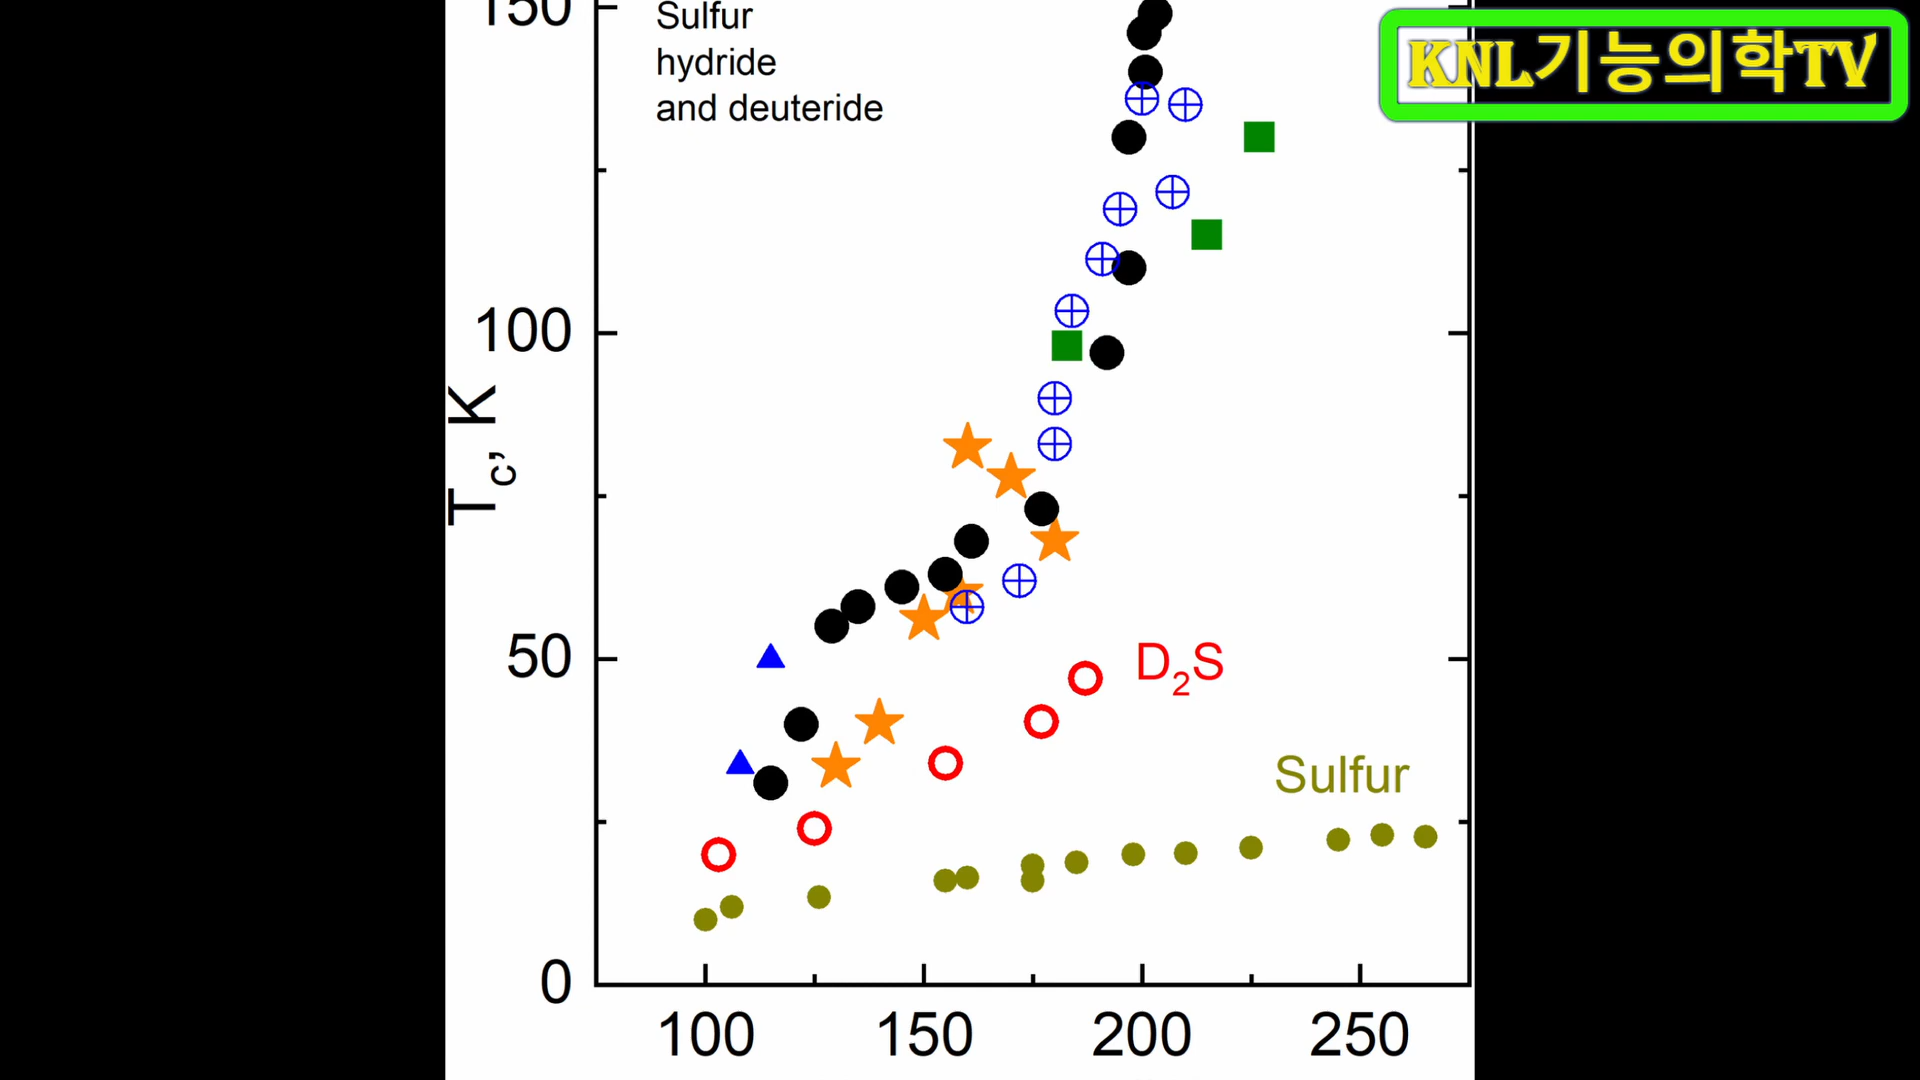 150
Sulfur
hydride
and deuteride
KNL기능의학TV
100
Tc, K
50
D2S
Sulfur
0
100 150 200 250